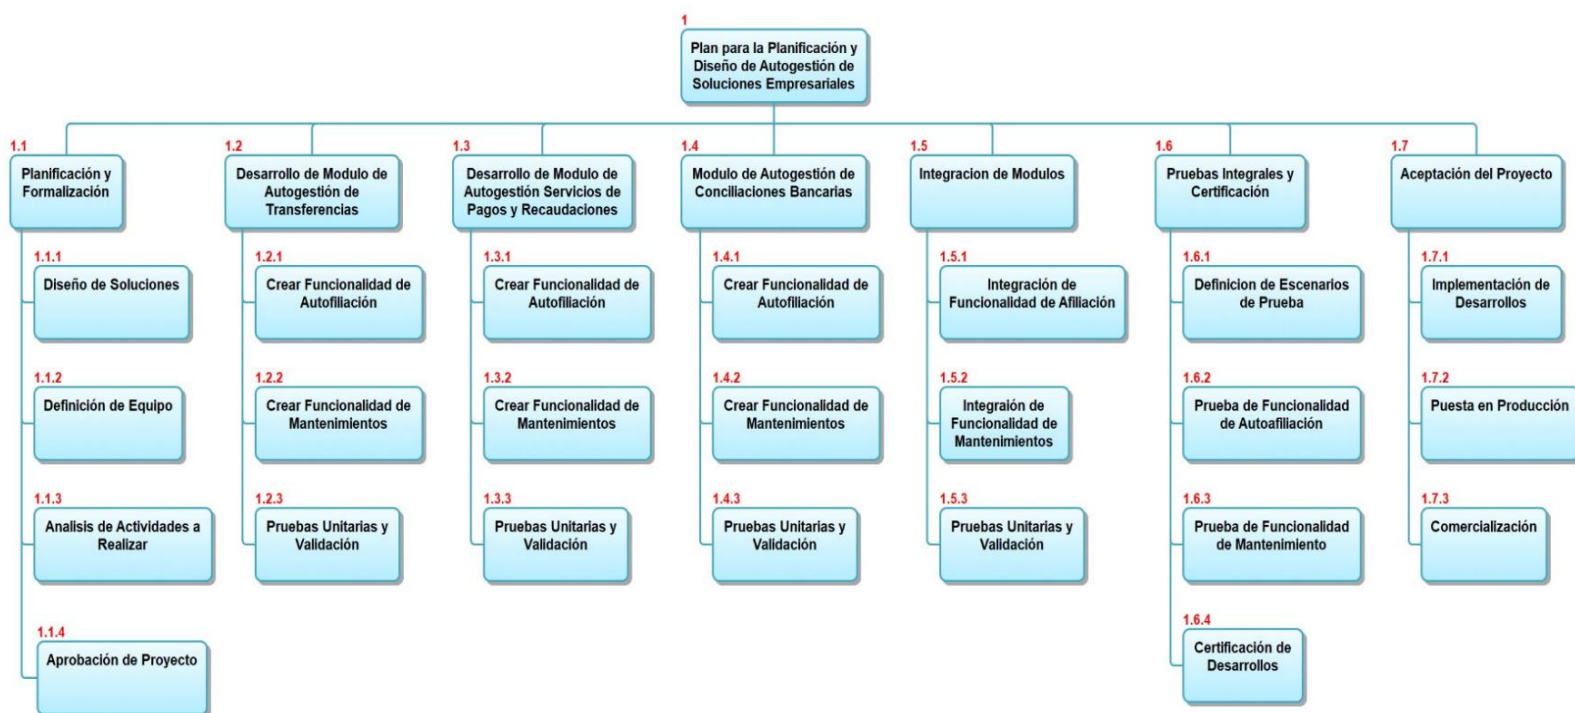 1
Plan para la Planificación y
Diseño de Autogestión de
Soluciones Empresariales
1.1
Planificación y
Formalización
1.1.1
Diseño de Soluciones
1.1.2
Definición de Equipo
1.1.3
Analisis de Actividades a
Realizar
1.1.4
Aprobación de Proyecto
1.2
Desarrollo de Modulo de
Autogestión de
Transferencias
1.2.1
Crear Funcionalidad de
Autofiliación
1.2.2
Crear Funcionalidad de
Mantenimientos
1.2.3
Pruebas Unitarias y
Validación
1.3
Desarrollo de Modulo de
Autogestión Servicios de
Pagos y Recaudaciones
1.3.1
Crear Funcionalidad de
Autofiliación
1.3.2
Crear Funcionalidad de
Mantenimientos
1.3.3
Pruebas Unitarias y
Validación
1.4
Modulo de Autogestión de
Conciliaciones Bancarias
1.4.1
Crear Funcionalidad de
Autofiliación
1.4.2
Crear Funcionalidad de
Mantenimientos
1.4.3
Pruebas Unitarias y
Validación
1.5
Integracion de Modulos
1.5.1
Integración de
Funcionalidad de Afiliación
1.5.2
Integraión de
Funcionalidad de
Mantenimientos
1.5.3
Pruebas Unitarias y
Validación
1.6
Pruebas Integrales y
Certificación
1.6.1
Definicion de Escenarios
de Prueba
1.6.2
Prueba de Funcionalidad
de Autoafiliación
1.6.3
Prueba de Funcionalidad
de Mantenimiento
1.6.4
Certificación de
Desarrollos
1.7
Aceptación del Proyecto
1.7.1
Implementación de
Desarrollos
1.7.2
Puesta en Producción
1.7.3
Comercialización